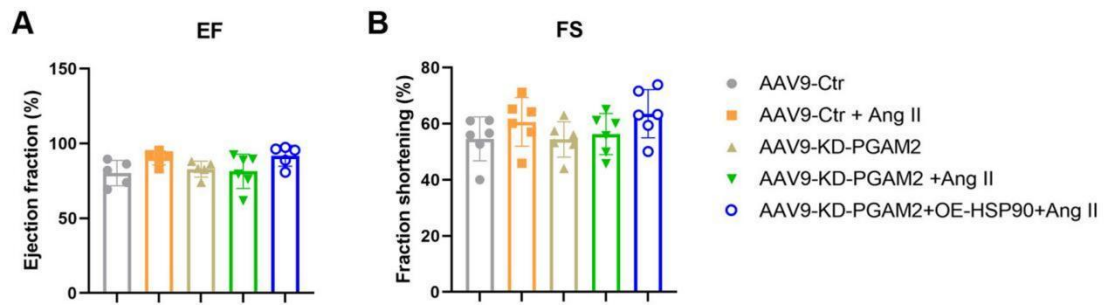 A
EF
Ejection fraction (%)
150
100
50
0
B
FS
Fraction shortening (%)
80
60
40
20
0
AAV9-Ctr
AAV9-Ctr + Ang II
AAV9-KD-PGAM2
AAV9-KD-PGAM2 +Ang II
AAV9-KD-PGAM2+OE-HSP90+Ang II